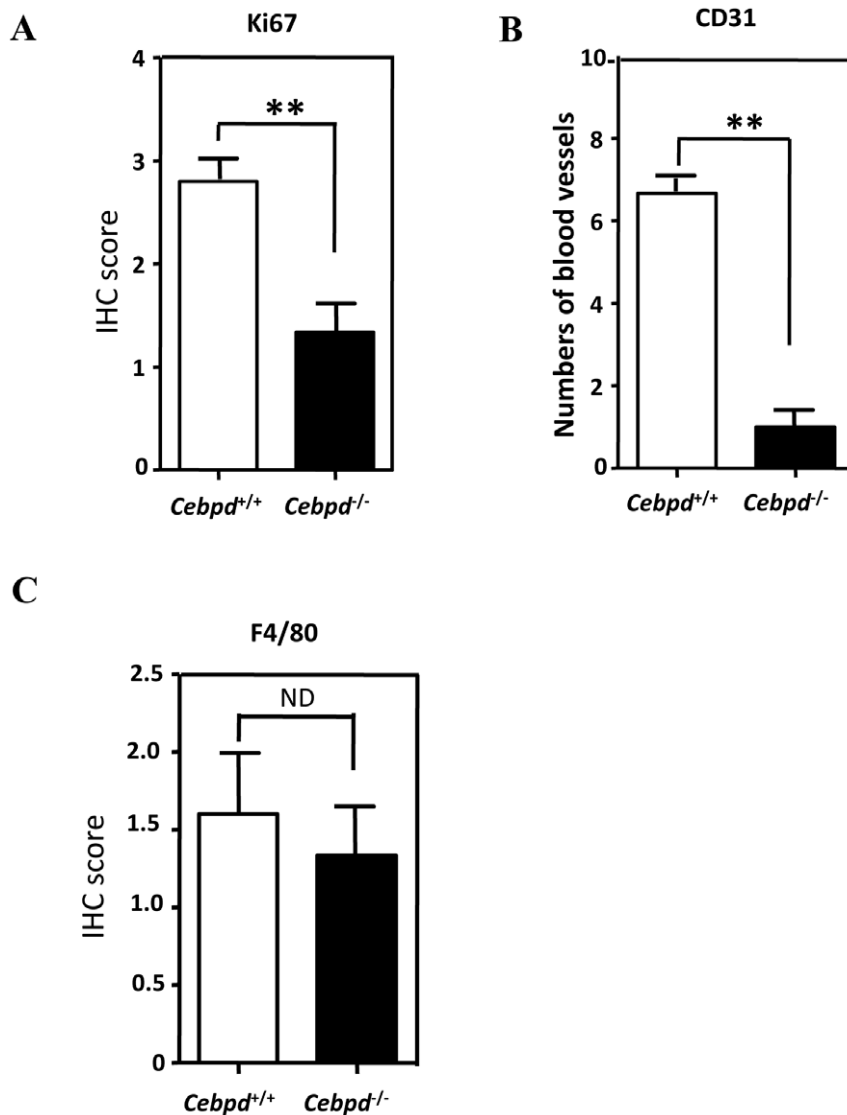 A
Ki67
4
3
2
1
0
IHC score
**
Cebpd+/+ Cebpd-/-
B
CD31
10
8
6
4
2
0
Numbers of blood vessels
**
Cebpd+/+ Cebpd-/-
C
F4/80
2.5
2.0
1.5
1.0
0.5
0
IHC score
ND
Cebpd+/+ Cebpd-/-